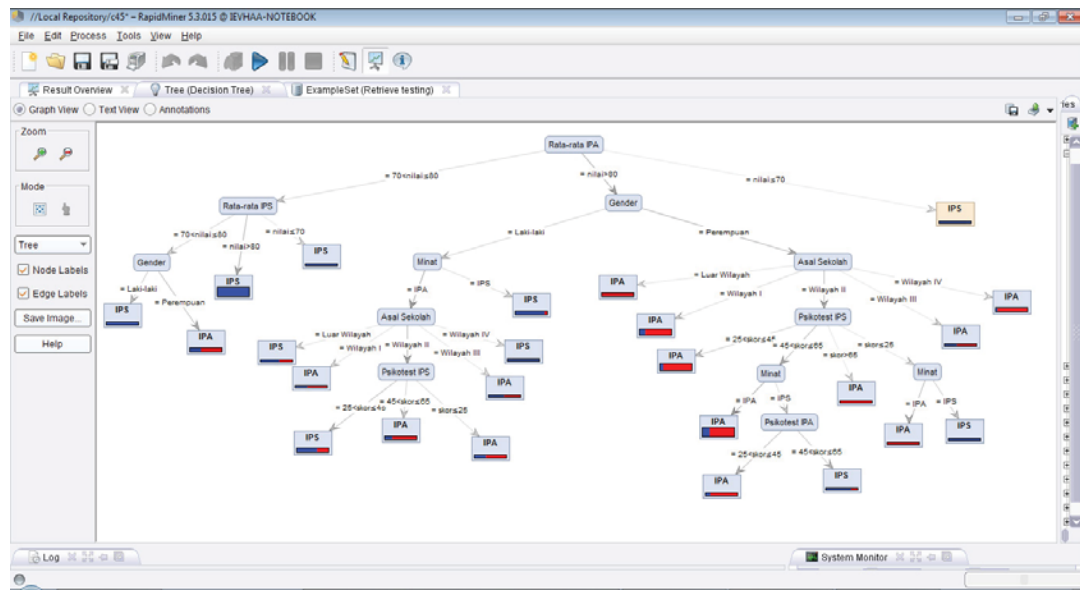 //Local Repository/c45* – RapidMiner 5.3.015 @ IEVHAA-NOTEBOOK
File Edit Process Tools View Help
Result Overview Tree (Decision Tree) ExampleSet (Retrieve testing)
Graph View Text View Annotations
Zoom
Mode
Tree
Node Labels
Edge Labels
Save Image...
Help
Rata-rata IPA
= 70<nilai≤80 = nilai>80 = nilai≤70
Rata-rata IPS Gender IPS
= 70<nilai≤80 = nilai>80 = nilai≤70 = Laki-laki = Perempuan
Gender IPS IPS Minat Asal Sekolah
= Laki-laki = Perempuan = IPA = IPS = Luar Wilayah = Wilayah I = Wilayah II = Wilayah III = Wilayah IV
IPS IPA Asal Sekolah IPS IPA IPA Psikotest IPS IPA IPA
= Luar Wilayah = Wilayah I = Wilayah II = Wilayah III = Wilayah IV = 25<skor≤45 = 45<skor≤65 = skor>65 = skor≤25
IPS IPA Psikotest IPS IPA IPS IPA Minat IPA Minat
= 25<skor≤45 = 45<skor≤65 = skor≤25 = IPA = IPS = IPA = IPS
IPS IPA IPA IPA Psikotest IPA IPA IPS
= 25<skor≤45 = 45<skor≤65
IPA IPS
Log System Monitor